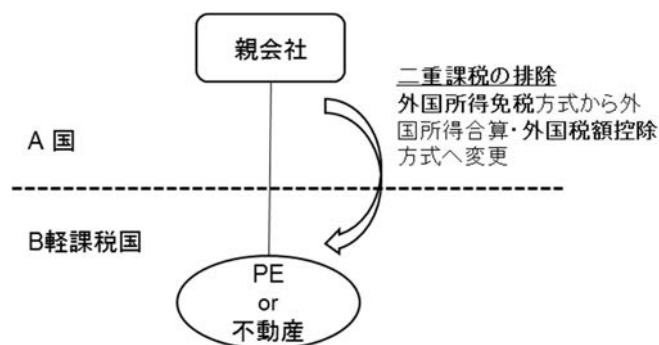 親会社
二重課税の排除
外国所得免税方式から外
国所得合算・外国税額控除
方式へ変更
A 国
B軽課税国
PE
or
不動産